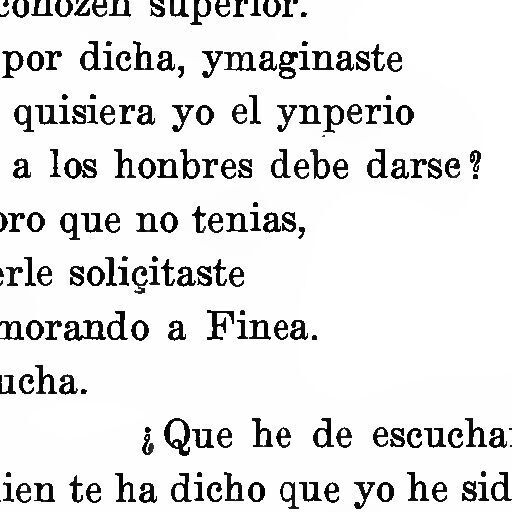 conozen superior.
por dicha, ymaginaste
quisiera yo el ynperio
a los honbres debe darse?
oro que no tenias,
erle soliçitaste
morando a Finea.
ucha.
¿Que he de escucha
ien te ha dicho que yo he sid